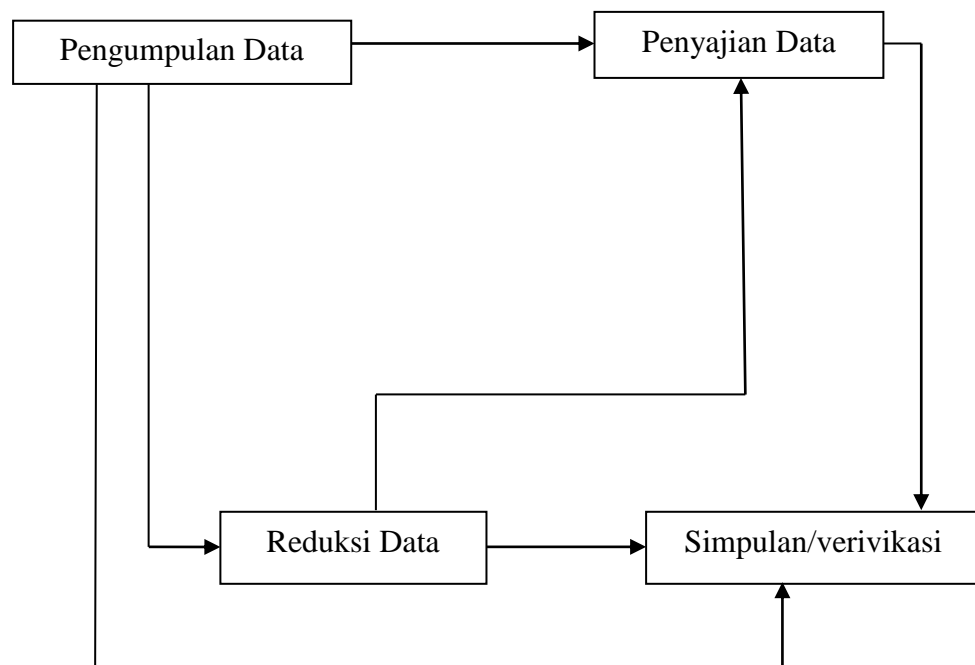 Pengumpulan Data
Penyajian Data
Reduksi Data
Simpulan/verivikasi